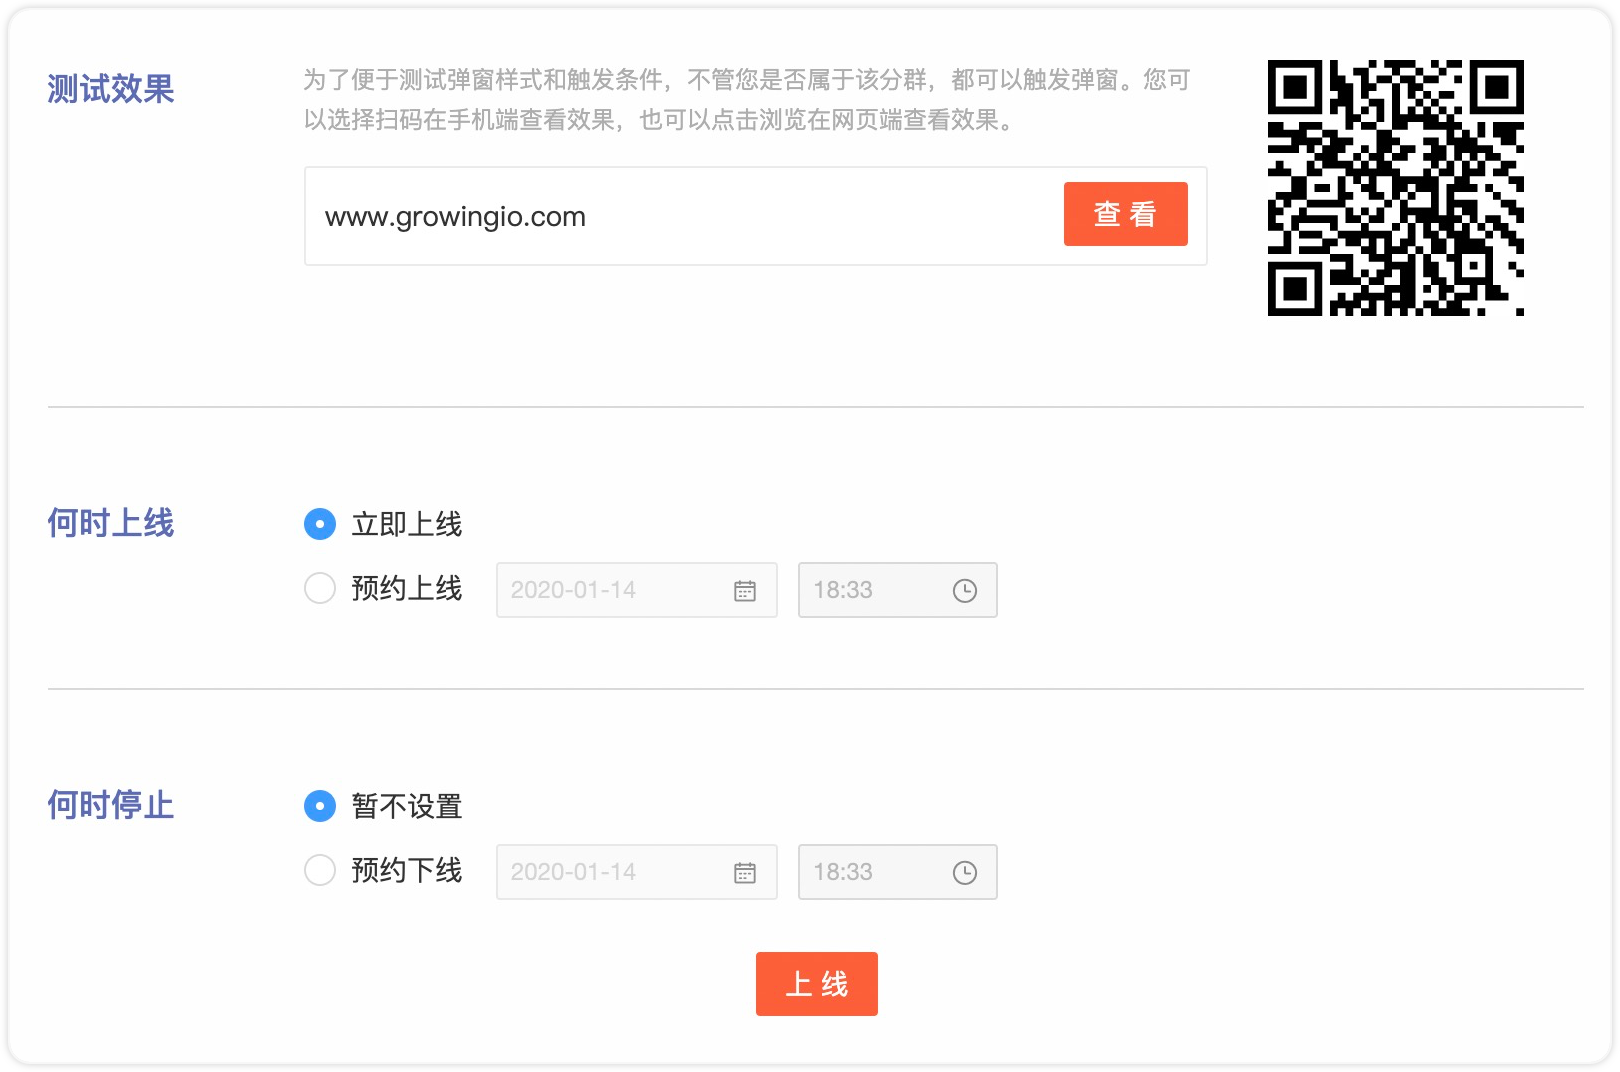 测试效果
为了便于测试弹窗样式和触发条件，不管您是否属于该分群，都可以触发弹窗。您可
以选择扫码在手机端查看效果，也可以点击浏览在网页端查看效果。
www.growingio.com
查 看
何时上线
立即上线
预约上线 2020-01-14 18:33
何时停止
暂不设置
预约下线 2020-01-14 18:33
上 线